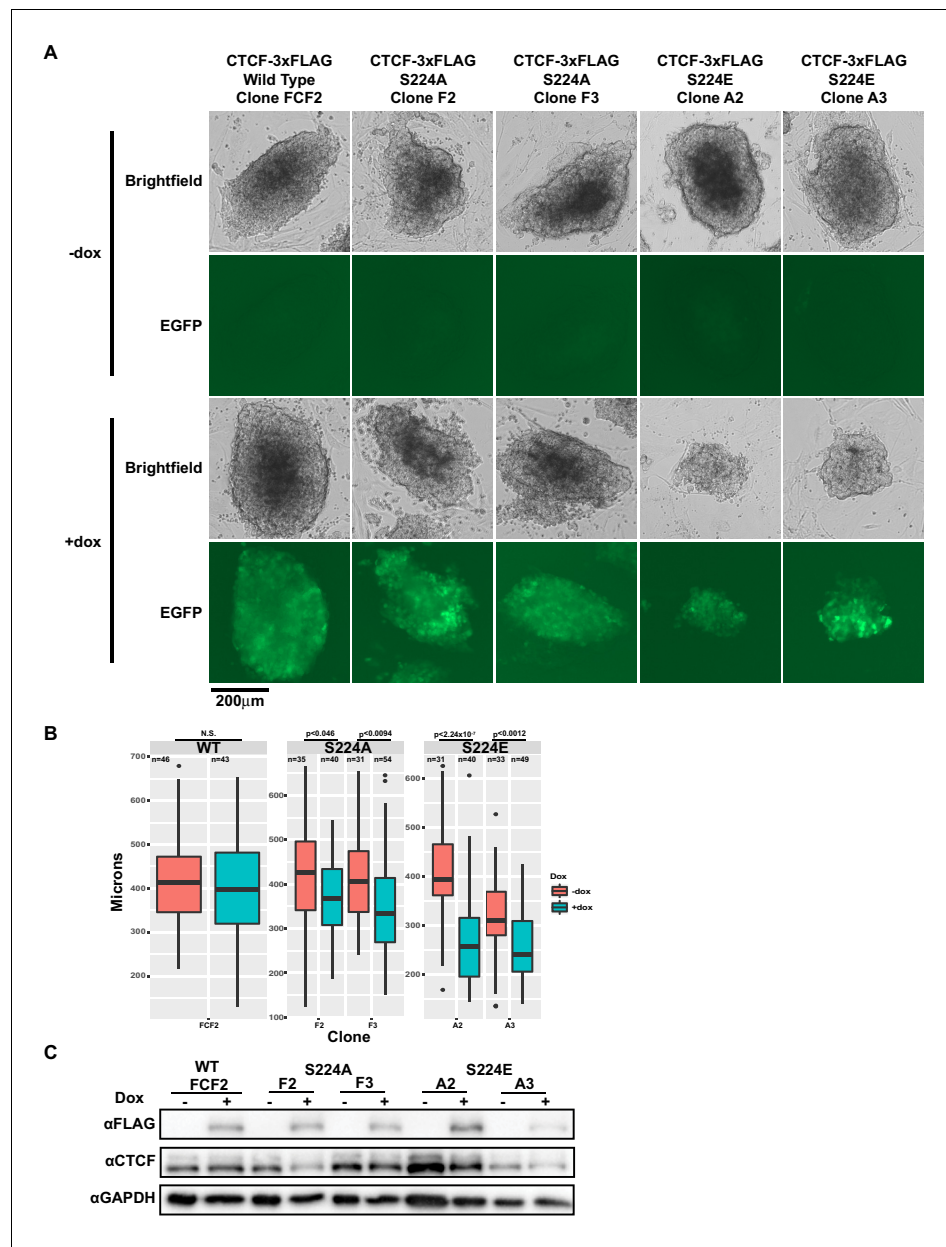 A
CTCF-3xFLAG Wild Type Clone FCF2
CTCF-3xFLAG S224A Clone F2
CTCF-3xFLAG S224A Clone F3
CTCF-3xFLAG S224E Clone A2
CTCF-3xFLAG S224E Clone A3
-dox
Brightfield
EGFP
+dox
Brightfield
EGFP
200μm
B
N.S.
WT
n=46 n=43
700
600
500
400
300
200
100
FCF2
p<0.046 p<0.0094
S224A
n=35 n=40 n=31 n=54
600
500
400
300
200
100
F2 F3
p<2.24x10⁻⁷ p<0.0012
S224E
n=31 n=40 n=33 n=49
600
500
400
300
200
A2 A3
Microns
Clone
Dox
-dox
+dox
C
WT S224A S224E
FCF2 F2 F3 A2 A3
Dox - + - + - + - + - +
αFLAG
αCTCF
αGAPDH